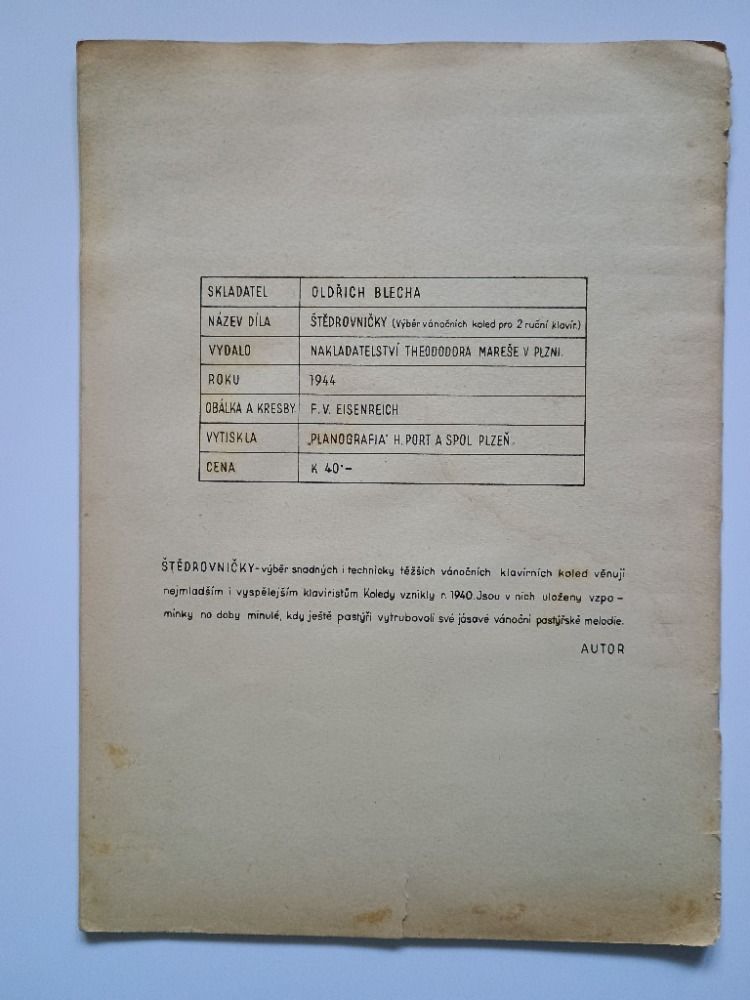 SKLADATEL OLDŘICH BLECHA
NÁZEV DÍLA ŠTĚDROVNIČKY (Výběr vánočních koled pro 2 ruční klavír.)
VYDALO NAKLADATELSTVÍ THEODODORA MAREŠE V PLZNI.
ROKU 1944
OBÁLKA A KRESBY F. V. EISENREICH
VYTISKLA „PLANOGRAFIA" H. PORT A SPOL PLZEŇ.
CENA K 40·–
ŠTĚDROVNIČKY-výběr snadných i technicky těžších vánočních klavírních koled věnuji
nejmladším i vyspělejším klaviristům Koledy vznikly r. 1940. Jsou v nich uloženy vzpo-
mínky na doby minulé, kdy ještě pastýři vytrubovali své jásavé vánoční pastýřské melodie.
AUTOR